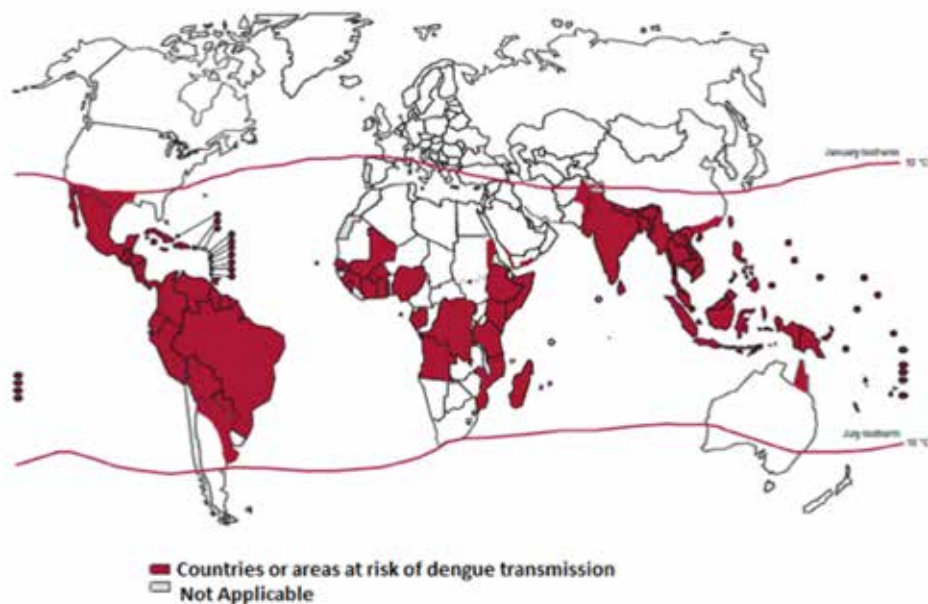 January Isotherm
10 °C
July Isotherm
10 °C
Countries or areas at risk of dengue transmission
Not Applicable